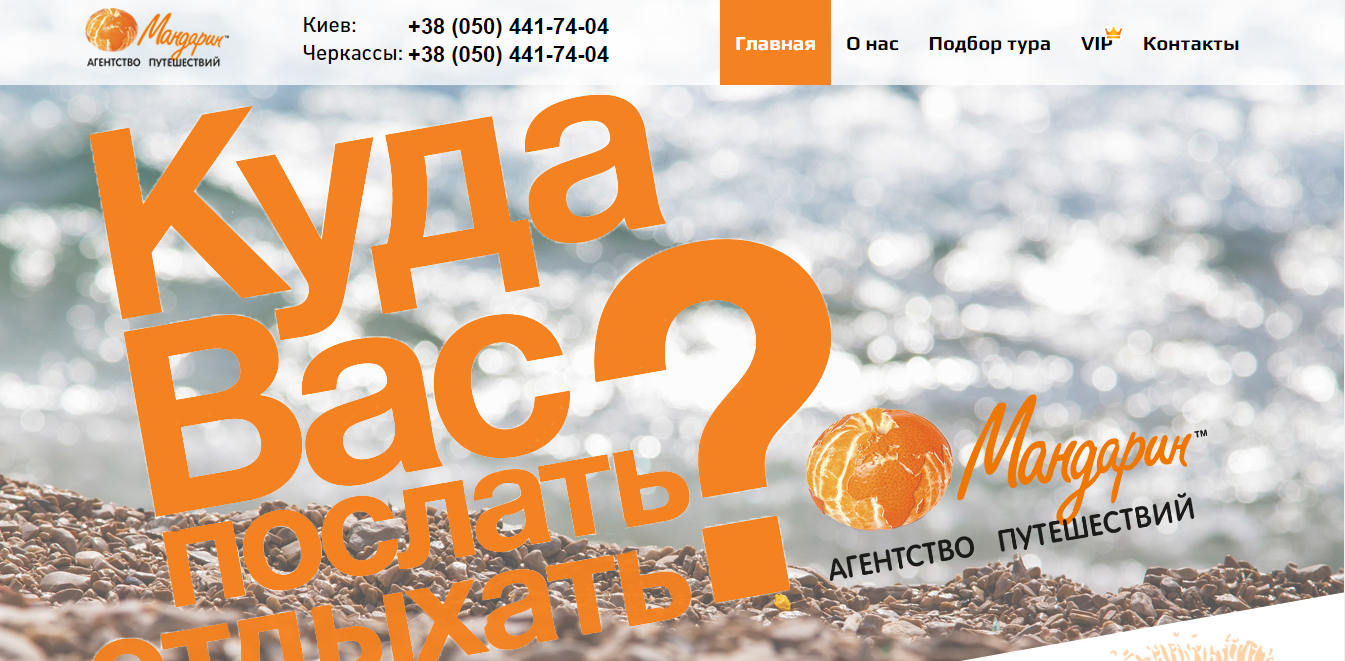 Мандарин™
АГЕНТСТВО ПУТЕШЕСТВИЙ
Киев: +38 (050) 441-74-04
Черкассы: +38 (050) 441-74-04
Главная О нас Подбор тура VIP Контакты
Куда
Вас
послать
отдыхать?
Мандарин™
АГЕНТСТВО ПУТЕШЕСТВИЙ